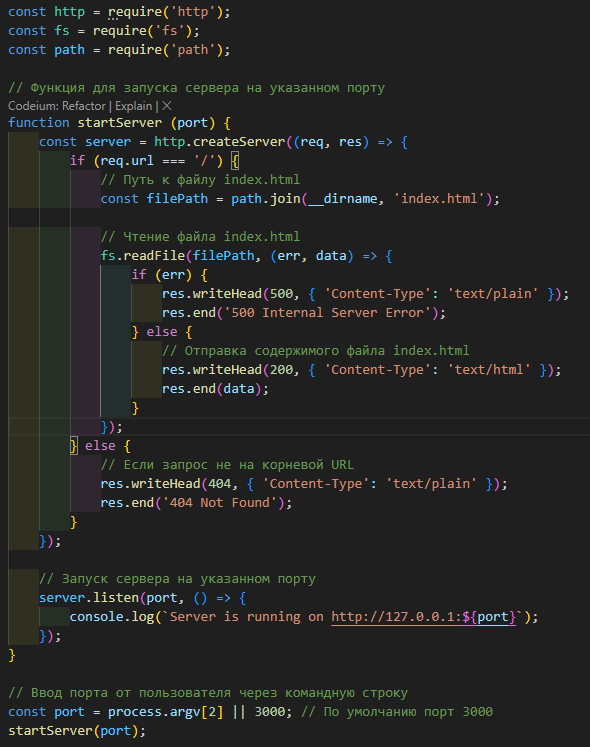 const http = require('http');
const fs = require('fs');
const path = require('path');
// Функция для запуска сервера на указанном порту
Codeium: Refactor | Explain | ✕
function startServer (port) {
    const server = http.createServer((req, res) => {
        if (req.url === '/') {
            // Путь к файлу index.html
            const filePath = path.join(__dirname, 'index.html');
            // Чтение файла index.html
            fs.readFile(filePath, (err, data) => {
                if (err) {
                    res.writeHead(500, { 'Content-Type': 'text/plain' });
                    res.end('500 Internal Server Error');
                } else {
                    // Отправка содержимого файла index.html
                    res.writeHead(200, { 'Content-Type': 'text/html' });
                    res.end(data);
                }
            });
        } else {
            // Если запрос не на корневой URL
            res.writeHead(404, { 'Content-Type': 'text/plain' });
            res.end('404 Not Found');
        }
    });
    // Запуск сервера на указанном порту
    server.listen(port, () => {
        console.log(`Server is running on http://127.0.0.1:${port}`);
    });
}
// Ввод порта от пользователя через командную строку
const port = process.argv[2] || 3000; // По умолчанию порт 3000
startServer(port);